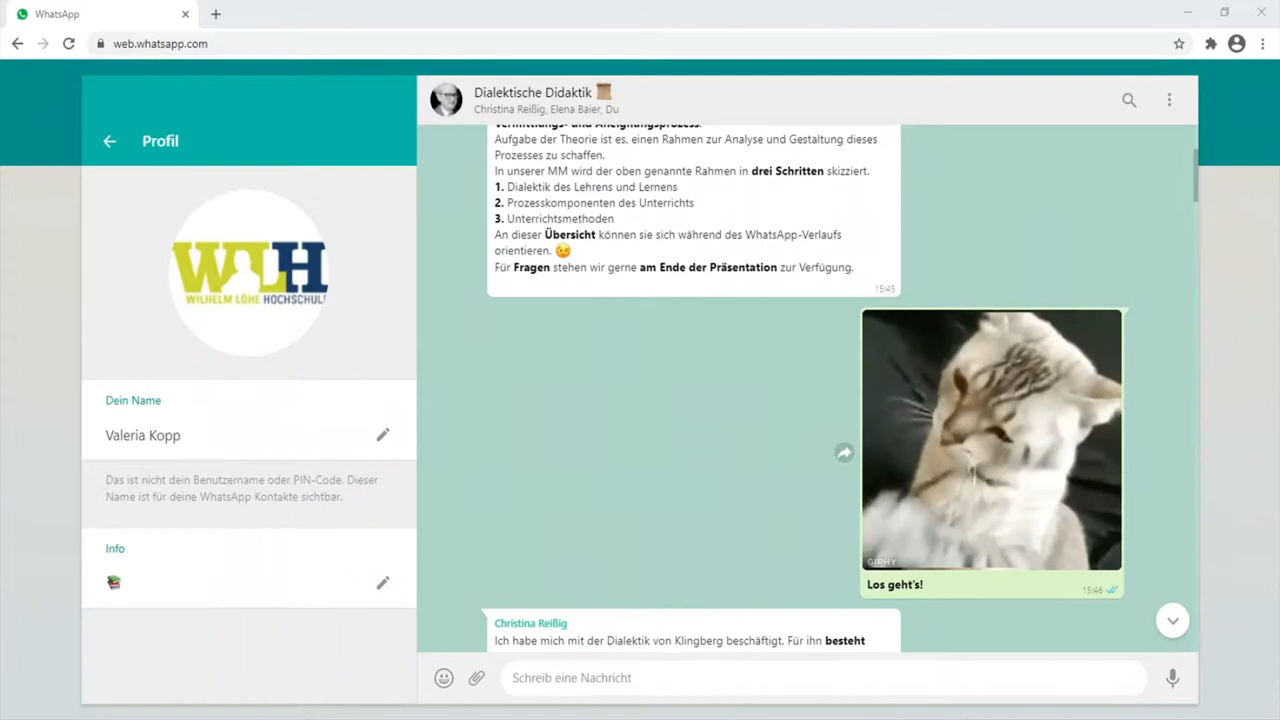 WhatsApp
web.whatsapp.com
Profil
WLH
WILHELM LÖHE HOCHSCHUL
Dein Name
Valeria Kopp
Das ist nicht dein Benutzername oder PIN-Code. Dieser
Name ist für deine WhatsApp Kontakte sichtbar.
Info
Dialektische Didaktik
Christina Reißig, Elena Baier, Du
Vermittlungs- und Aneignungsprozess.
Aufgabe der Theorie ist es, einen Rahmen zur Analyse und Gestaltung dieses
Prozesses zu schaffen.
In unserer MM wird der oben genannte Rahmen in drei Schritten skizziert.
1. Dialektik des Lehrens und Lernens
2. Prozesskomponenten des Unterrichts
3. Unterrichtsmethoden
An dieser Übersicht können sie sich während des WhatsApp-Verlaufs
orientieren. 😉
Für Fragen stehen wir gerne am Ende der Präsentation zur Verfügung.
15:45
GIPHY
Los geht's!
15:46
Christina Reißig
Ich habe mich mit der Dialektik von Klingberg beschäftigt. Für ihn besteht
Schreib eine Nachricht